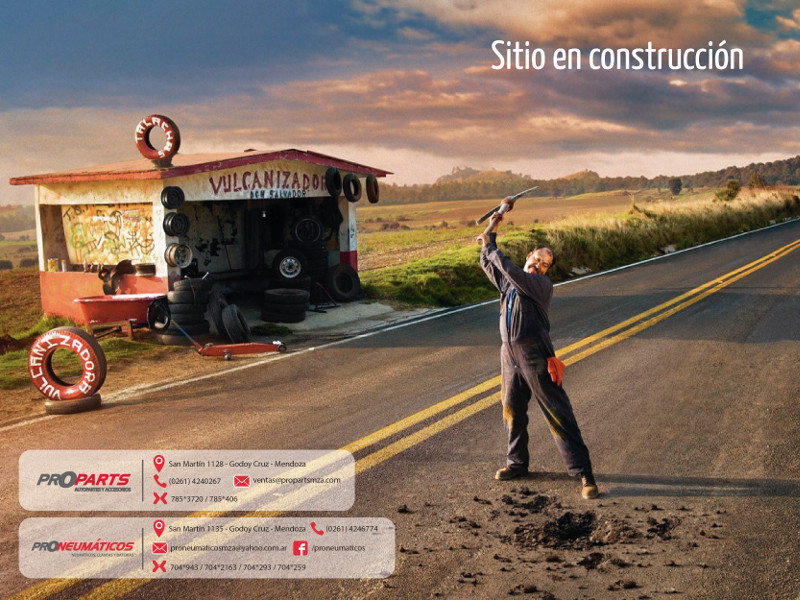 Sitio en construcción
TALACHAS
VULCANIZADORA
DON SALVADOR
VULCANIZADORA
PROPARTS
AUTOPARTES Y ACCESORIOS
San Martín 1128 - Godoy Cruz - Mendoza
(0261) 4240267 ventas@propartsmza.com
785*3720 / 785*406
PRONEUMÁTICOS
San Martín 1135 - Godoy Cruz - Mendoza (0261) 4246774
proneumaticosmza@yahoo.com.ar /proneumaticos
704*943 / 704*2163 / 704*293 / 704*259